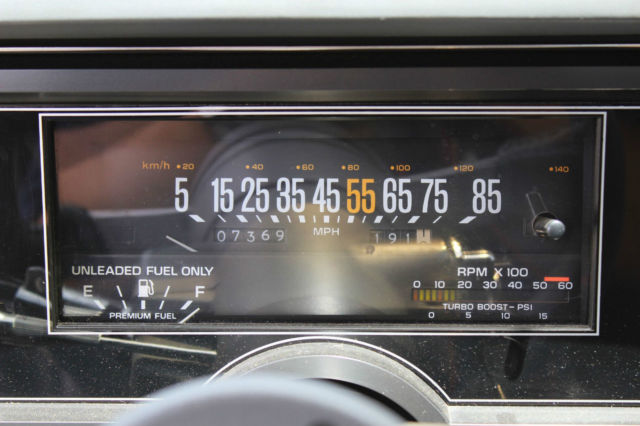 km/h 20 40 60 80 100 120 140
5 15 25 35 45 55 65 75 85
MPH
07369 191
UNLEADED FUEL ONLY
E F
PREMIUM FUEL
RPM X 100
0 10 20 30 40 50 60
TURBO BOOST-PSI
0 5 10 15